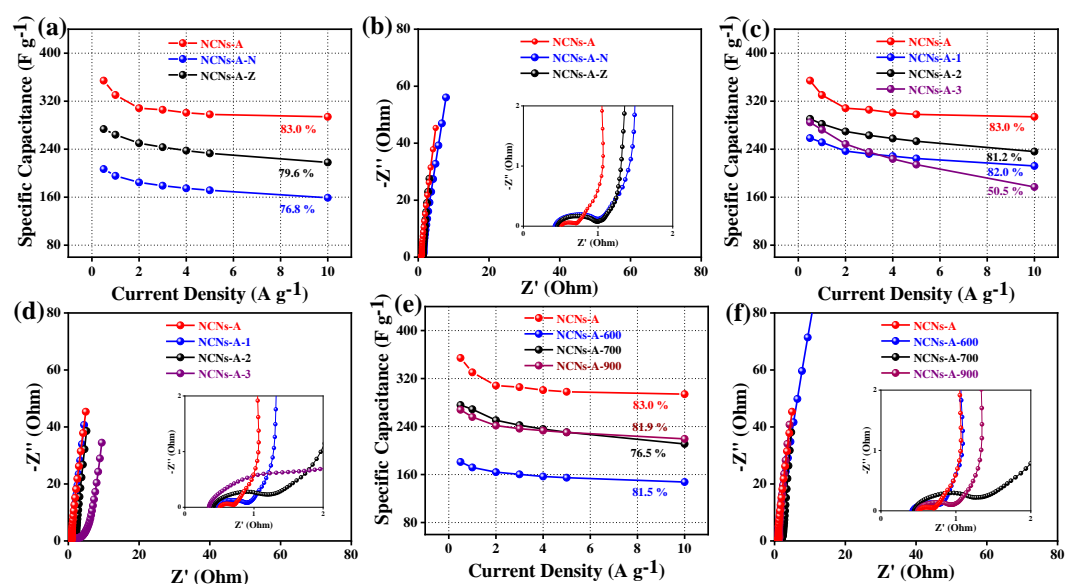 (a)
NCNs-A
NCNs-A-N
NCNs-A-Z
83.0 %
79.6 %
76.8 %
Specific Capacitance (F g-1)
400
320
240
160
80
0 2 4 6 8 10
Current Density (A g-1)
(b)
NCNs-A
NCNs-A-N
NCNs-A-Z
-Z'' (Ohm)
80
60
40
20
0
0 20 40 60 80
Z' (Ohm)
-Z'' (Ohm)
2
1
0
0 1 2
Z' (Ohm)
(c)
NCNs-A
NCNs-A-1
NCNs-A-2
NCNs-A-3
83.0 %
81.2 %
82.0 %
50.5 %
Specific Capacitance (F g-1)
400
320
240
160
80
0 2 4 6 8 10
Current Density (A g-1)
(d)
NCNs-A
NCNs-A-1
NCNs-A-2
NCNs-A-3
-Z'' (Ohm)
80
60
40
20
0
0 20 40 60 80
Z' (Ohm)
-Z'' (Ohm)
2
1
0
0 1 2
Z' (Ohm)
(e)
NCNs-A
NCNs-A-600
NCNs-A-700
NCNs-A-900
83.0 %
81.9 %
76.5 %
81.5 %
Specific Capacitance (F g-1)
400
320
240
160
80
0 2 4 6 8 10
Current Density (A g-1)
(f)
NCNs-A
NCNs-A-600
NCNs-A-700
NCNs-A-900
-Z'' (Ohm)
80
60
40
20
0
0 20 40 60 80
Z' (Ohm)
-Z'' (Ohm)
2
1
0
0 1 2
Z' (Ohm)